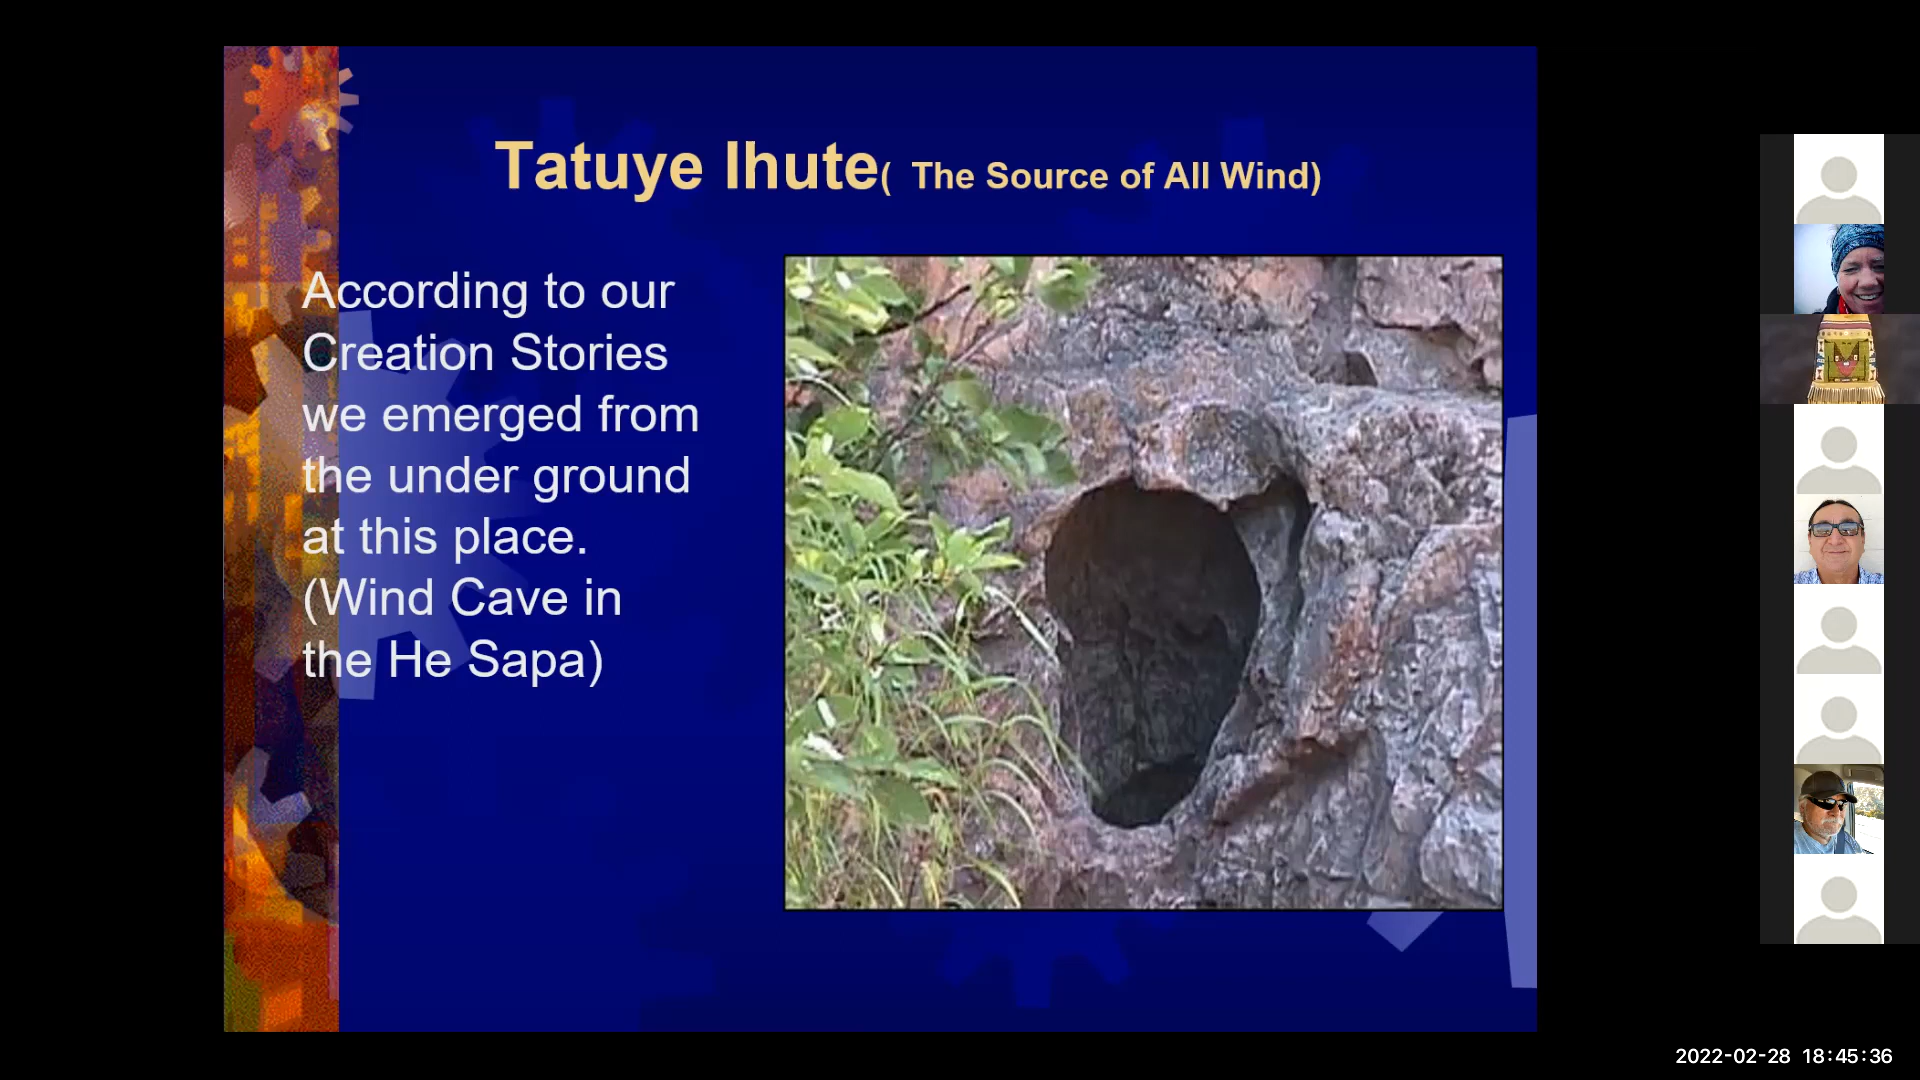 Tatuye Ihute( The Source of All Wind)
According to our
Creation Stories
we emerged from
the under ground
at this place.
(Wind Cave in
the He Sapa)
2022-02-28 18:45:36